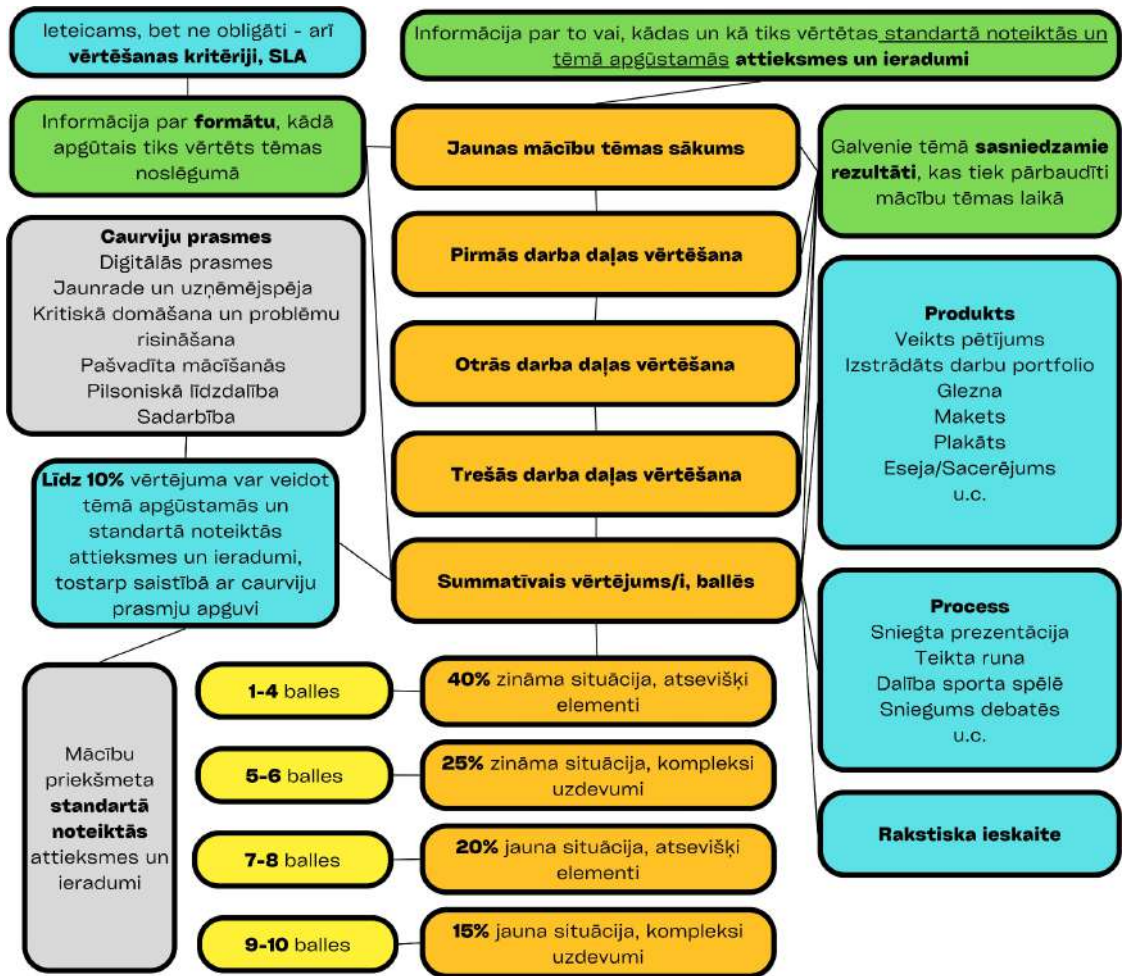 Ieteicams, bet ne obligāti - arī
vērtēšanas kritēriji, SLA
Informācija par to vai, kādas un kā tiks vērtētas standartā noteiktās un
tēmā apgūstamās attieksmes un ieradumi
Informācija par formātu, kādā
apgūtais tiks vērtēts tēmas
noslēgumā
Jaunas mācību tēmas sākums
Galvenie tēmā sasniedzamie
rezultāti, kas tiek pārbaudīti
mācību tēmas laikā
Caurviju prasmes
Digitālās prasmes
Jaunrade un uzņēmējspēja
Kritiskā domāšana un problēmu
risināšana
Pašvadīta mācīšanās
Pilsoniskā līdzdalība
Sadarbība
Pirmās darba daļas vērtēšana
Otrās darba daļas vērtēšana
Trešās darba daļas vērtēšana
Summatīvais vērtējums/i, ballēs
Produkts
Veikts pētījums
Izstrādāts darbu portfolio
Glezna
Makets
Plakāts
Eseja/Sacerējums
u.c.
Līdz 10% vērtējuma var veidot
tēmā apgūstamās un
standartā noteiktās
attieksmes un ieradumi,
tostarp saistībā ar caurviju
prasmju apguvi
Process
Sniegta prezentācija
Teikta runa
Dalība sporta spēlē
Sniegums debatēs
u.c.
Rakstiska ieskaite
Mācību
priekšmeta
standartā
noteiktās
attieksmes un
ieradumi
1-4 balles
40% zināma situācija, atsevišķi
elementi
5-6 balles
25% zināma situācija, kompleksi
uzdevumi
7-8 balles
20% jauna situācija, atsevišķi
elementi
9-10 balles
15% jauna situācija, kompleksi
uzdevumi